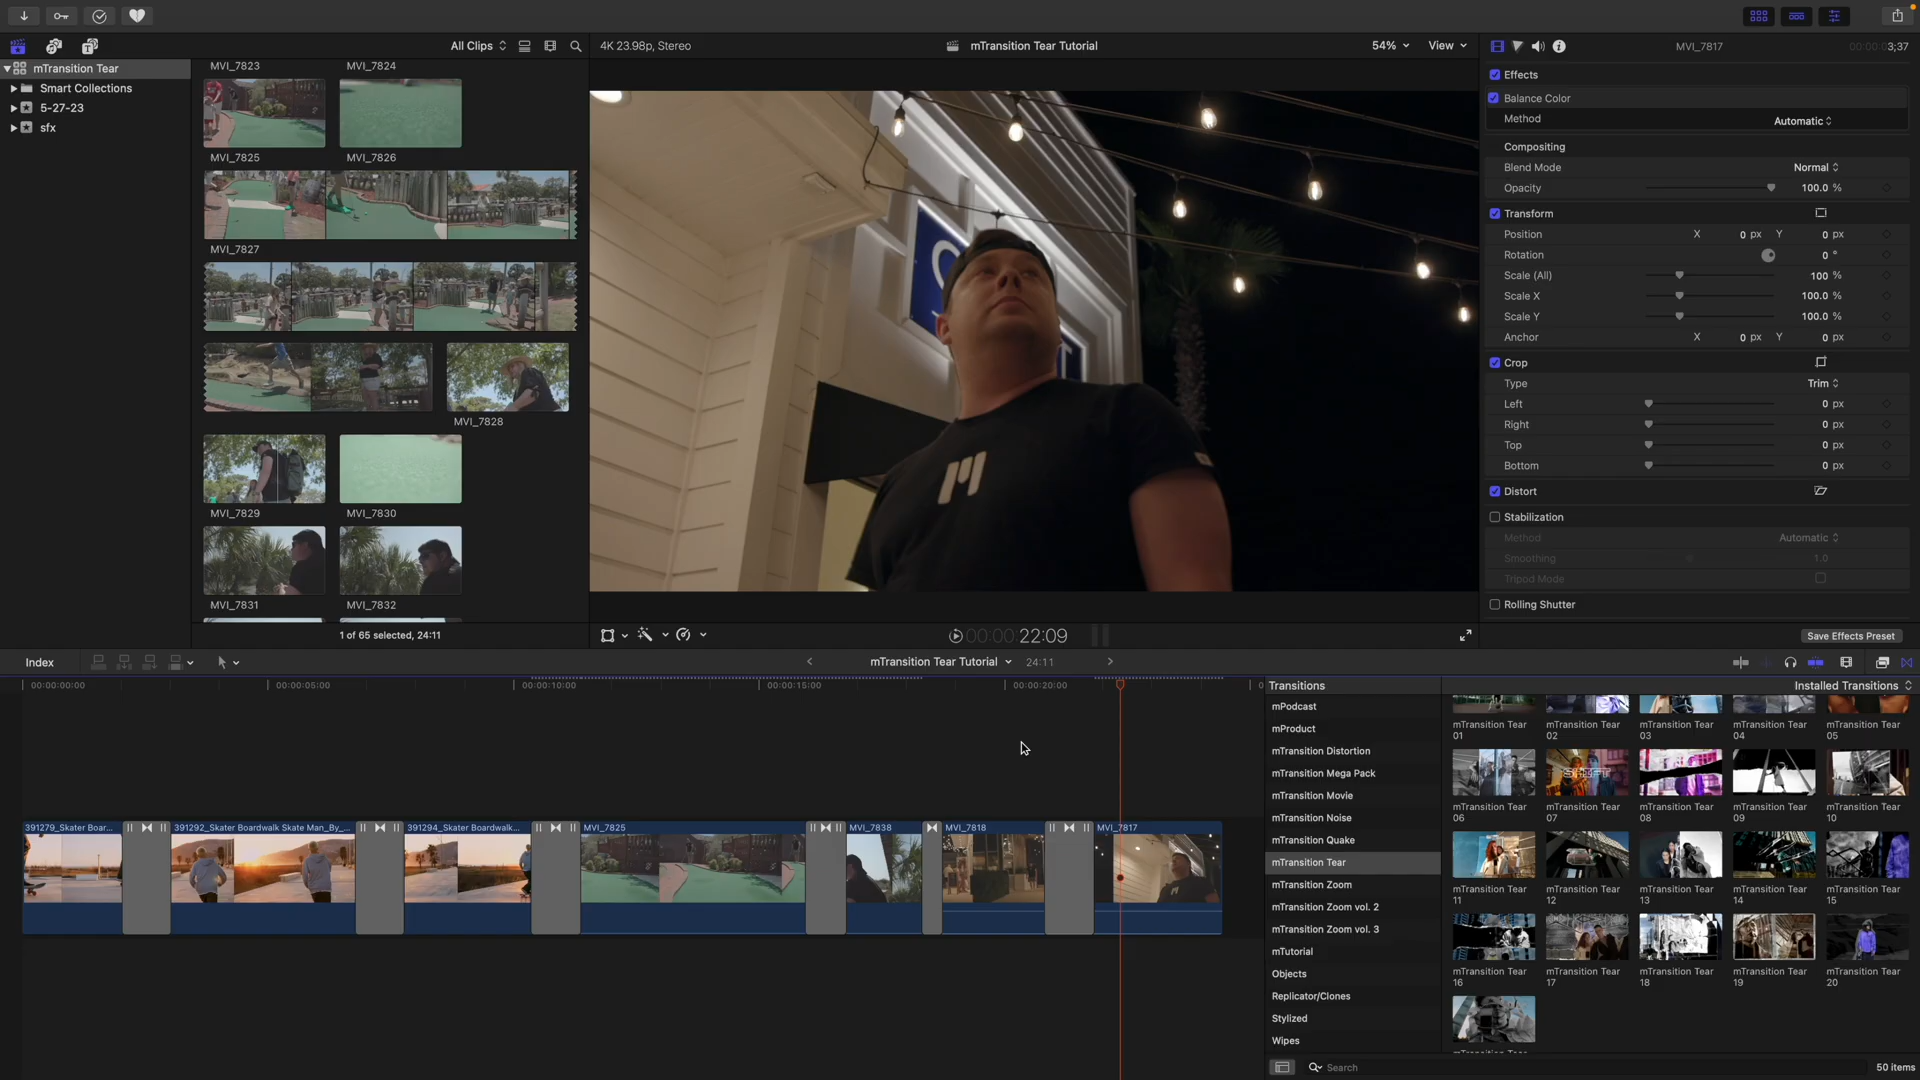 All Clips
4K 23.98p, Stereo
mTransition Tear Tutorial
54%
View
MVI_7817
3;37
mTransition Tear
Smart Collections
5-27-23
sfx
MVI_7823
MVI_7824
MVI_7825
MVI_7826
MVI_7827
MVI_7828
MVI_7829
MVI_7830
MVI_7831
MVI_7832
1 of 65 selected, 24:11
00:00:00:22:09
Effects
Balance Color
Method
Automatic
Compositing
Blend Mode
Normal
Opacity
100.0 %
Transform
Position
X 0 px Y 0 px
Rotation
0 °
Scale (All)
100 %
Scale X
100.0 %
Scale Y
100.0 %
Anchor
X 0 px Y 0 px
Crop
Type
Trim
Left
0 px
Right
0 px
Top
0 px
Bottom
0 px
Distort
Stabilization
Method
Automatic
Smoothing
1.0
Tripod Mode
Rolling Shutter
Save Effects Preset
Index
mTransition Tear Tutorial
24:11
00:00:00:00
00:00:05:00
00:00:10:00
00:00:15:00
00:00:20:00
391279_Skater Boar...
391292_Skater Boardwalk Skate Man_By_...
391294_Skater Boardwalk...
MVI_7825
MVI_7838
MVI_7818
MVI_7817
Transitions
Installed Transitions
mPodcast
mProduct
mTransition Distortion
mTransition Mega Pack
mTransition Movie
mTransition Noise
mTransition Quake
mTransition Tear
mTransition Zoom
mTransition Zoom vol. 2
mTransition Zoom vol. 3
mTutorial
Objects
Replicator/Clones
Stylized
Wipes
mTransition Tear 01
mTransition Tear 02
mTransition Tear 03
mTransition Tear 04
mTransition Tear 05
mTransition Tear 06
mTransition Tear 07
mTransition Tear 08
mTransition Tear 09
mTransition Tear 10
mTransition Tear 11
mTransition Tear 12
mTransition Tear 13
mTransition Tear 14
mTransition Tear 15
mTransition Tear 16
mTransition Tear 17
mTransition Tear 18
mTransition Tear 19
mTransition Tear 20
Search
50 items